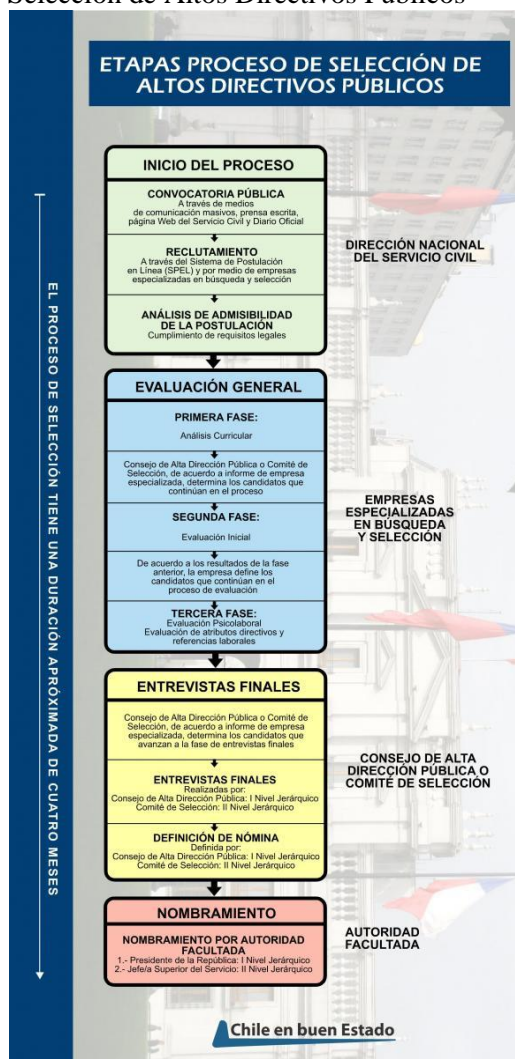 Selección de Altos Directivos Públicos
ETAPAS PROCESO DE SELECCIÓN DE
ALTOS DIRECTIVOS PÚBLICOS
EL PROCESO DE SELECCIÓN TIENE UNA DURACIÓN APRÓXIMADA DE CUATRO MESES
INICIO DEL PROCESO
CONVOCATORIA PÚBLICA
A través de medios
de comunicación masivos, prensa escrita,
página Web del Servicio Civil y Diario Oficial
RECLUTAMIENTO
A través del Sistema de Postulación
en Línea (SPEL) y por medio de empresas
especializadas en búsqueda y selección
ANÁLISIS DE ADMISIBILIDAD
DE LA POSTULACIÓN
Cumplimiento de requisitos legales
DIRECCIÓN NACIONAL
DEL SERVICIO CIVIL
EVALUACIÓN GENERAL
PRIMERA FASE:
Análisis Curricular
Consejo de Alta Dirección Pública o Comité de
Selección, de acuerdo a informe de empresa
especializada, determina los candidatos que
continúan en el proceso
SEGUNDA FASE:
Evaluación Inicial
De acuerdo a los resultados de la fase
anterior, la empresa define los
candidatos que continúan en el
proceso de evaluación
TERCERA FASE:
Evaluación Psicolaboral
Evaluación de atributos directivos y
referencias laborales
EMPRESAS
ESPECIALIZADAS
EN BÚSQUEDA
Y SELECCIÓN
ENTREVISTAS FINALES
Consejo de Alta Dirección Pública o Comité de
Selección, de acuerdo a informe de empresa
especializada, determina los candidatos que
avanzan a la fase de entrevistas finales
ENTREVISTAS FINALES
Realizadas por:
Consejo de Alta Dirección Pública: I Nivel Jerárquico
Comité de Selección: II Nivel Jerárquico
DEFINICIÓN DE NÓMINA
Definida por:
Consejo de Alta Dirección Pública: I Nivel Jerárquico
Comité de Selección: II Nivel Jerárquico
CONSEJO DE ALTA
DIRECCIÓN PÚBLICA O
COMITÉ DE SELECCIÓN
NOMBRAMIENTO
NOMBRAMIENTO POR AUTORIDAD
FACULTADA
1.- Presidente de la República: I Nivel Jerárquico
2.- Jefe/a Superior del Servicio: II Nivel Jerárquico
AUTORIDAD
FACULTADA
Chile en buen Estado